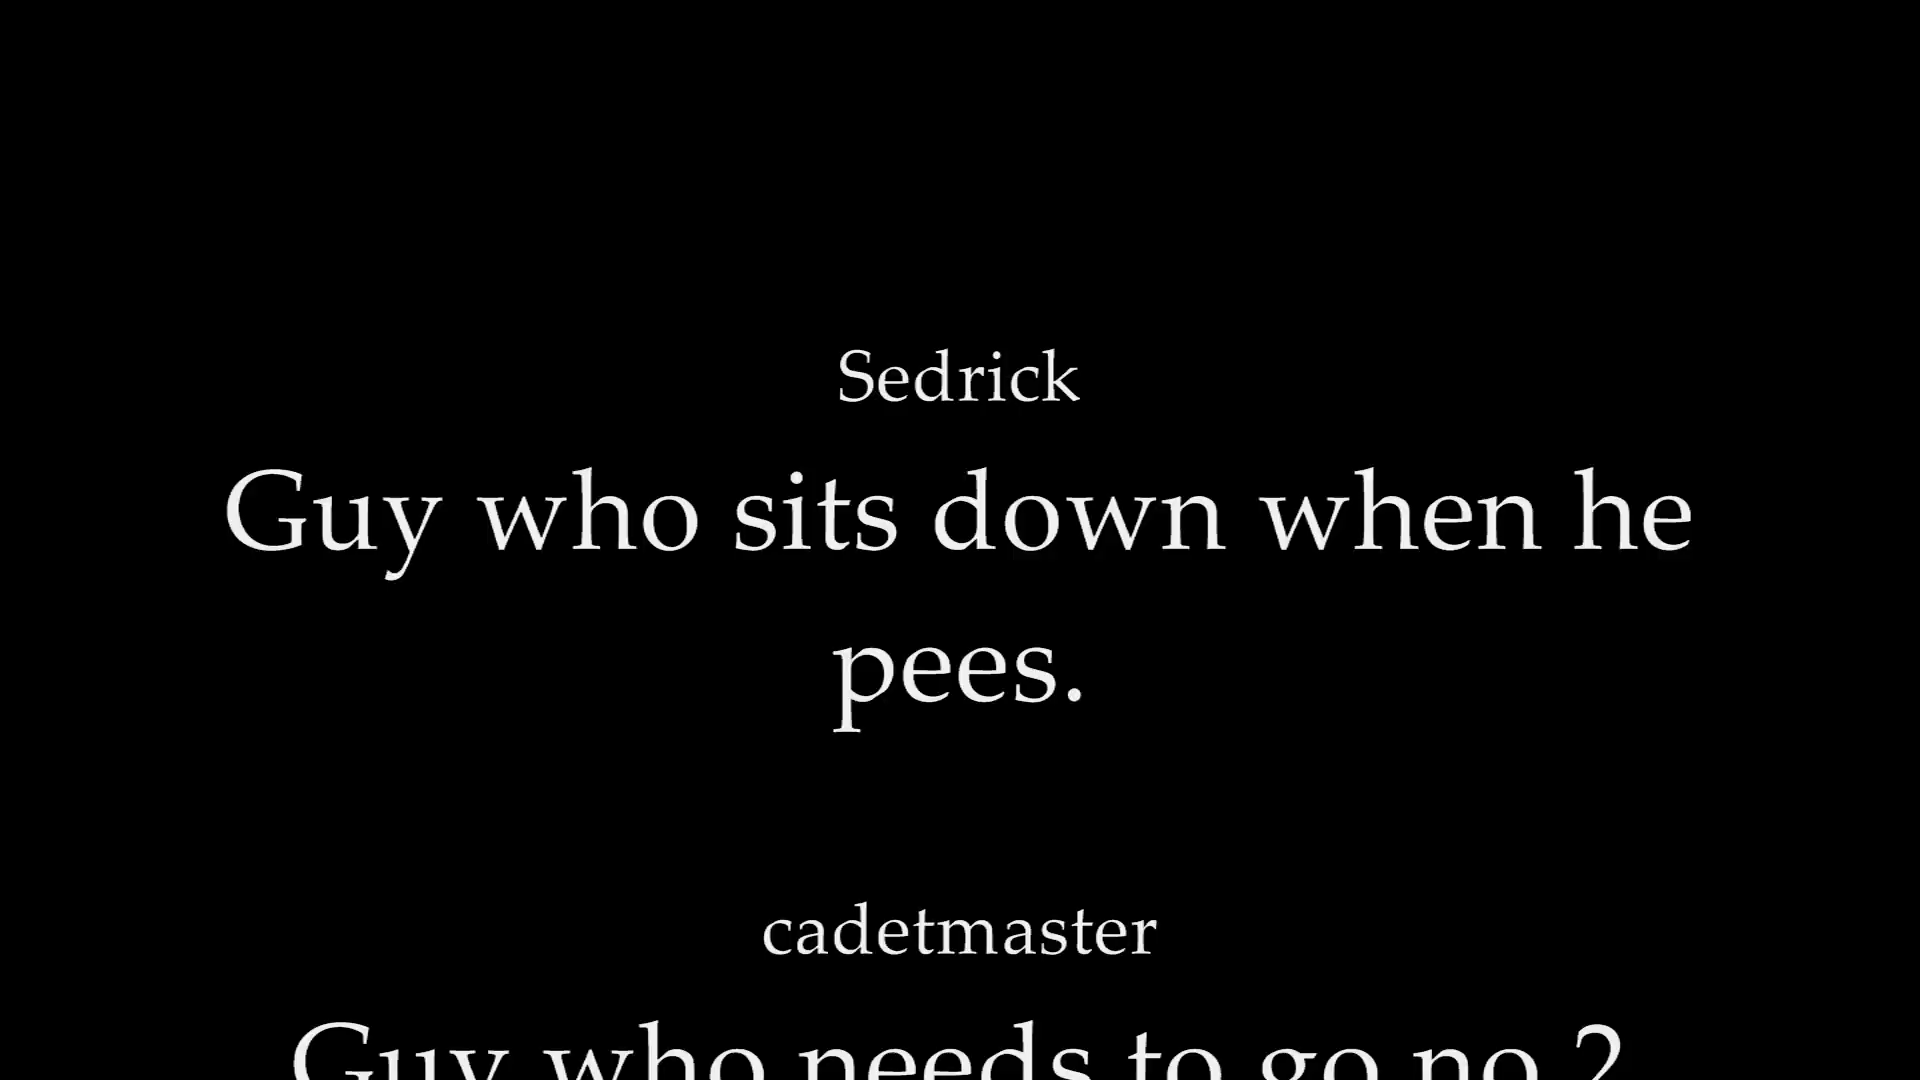 Sedrick
Guy who sits down when he
pees.
cadetmaster
Guy who needs to go no 2